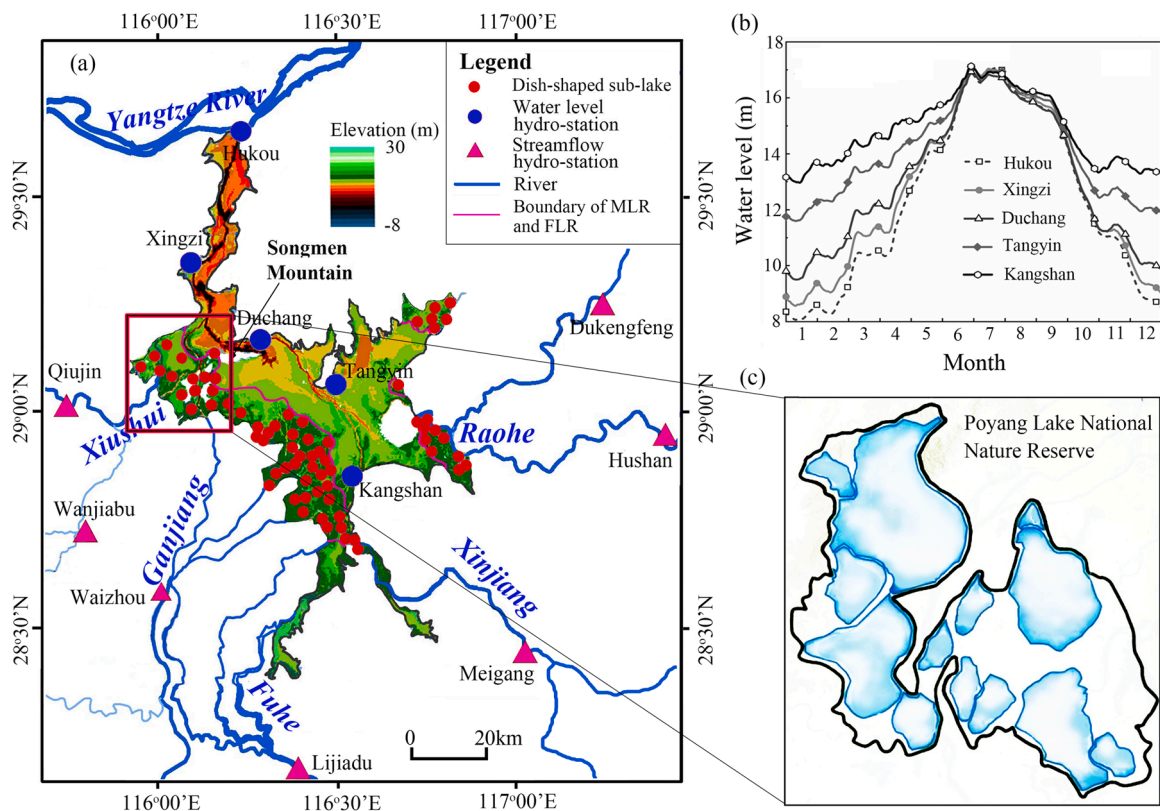 116°00'E
116°30'E
117°00'E
(a)
Yangtze River
Hukou
Elevation (m)
30
-8
Legend
Dish-shaped sub-lake
Water level
hydro-station
Streamflow
hydro-station
River
Boundary of MLR
and FLR
29°30'N
29°30'N
Xingzi
Songmen
Mountain
Duchang
Dukengfeng
Qiujin
Tangyin
29°00'N
29°00'N
Xiushui
Raohe
Hushan
Kangshan
Wanjiabu
Ganjiang
Xinjiang
Waizhou
28°30'N
28°30'N
Meigang
Fuhe
0
20km
Lijiadu
116°00'E
116°30'E
117°00'E
(b)
18
16
14
12
10
8
Water level (m)
Hukou
Xingzi
Duchang
Tangyin
Kangshan
1 2 3 4 5 6 7 8 9 10 11 12
Month
(c)
Poyang Lake National
Nature Reserve